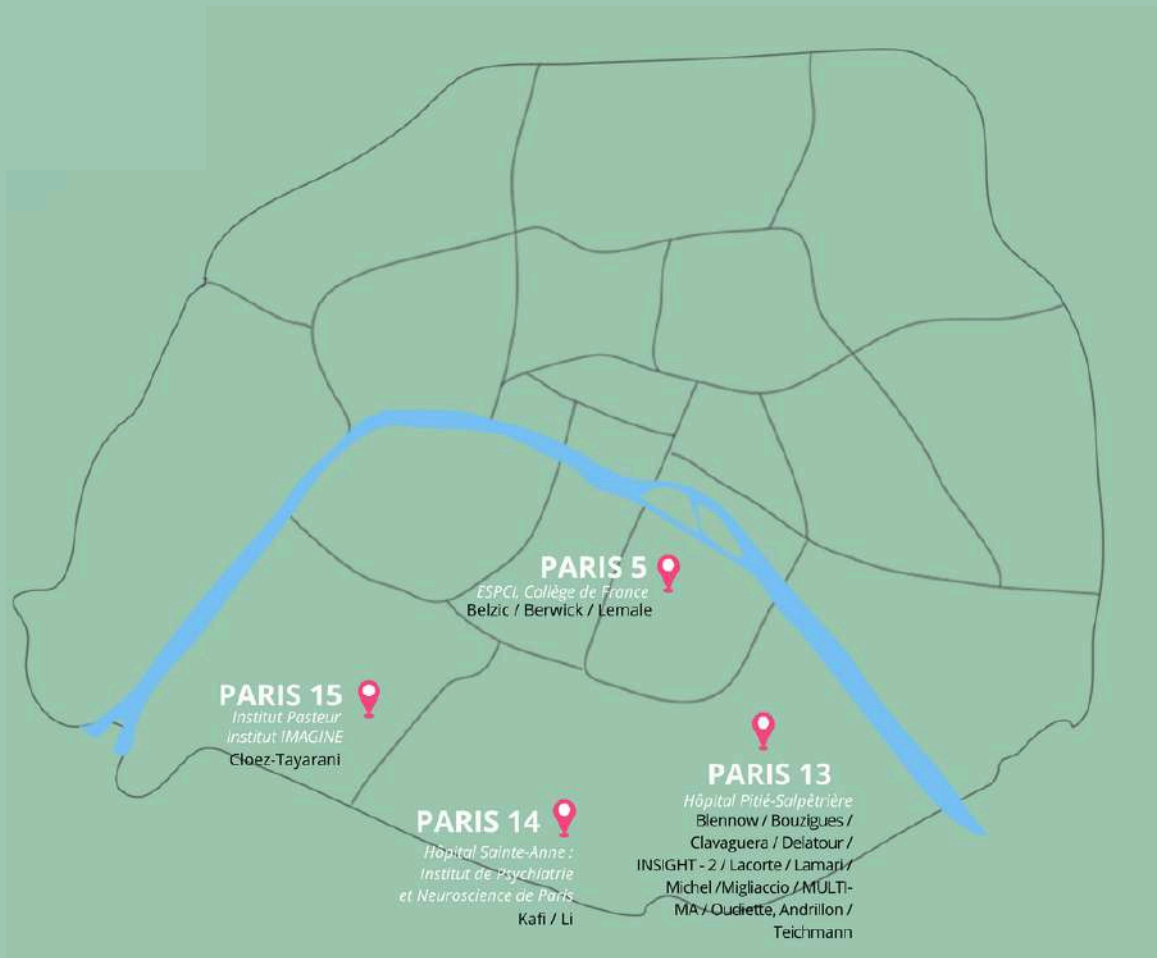 PARIS 5
ESPCI, Collège de France
Belzic / Berwick / Lemale
PARIS 15
Institut Pasteur
Institut IMAGINE
Cloez-Tayarani
PARIS 13
Hôpital Pitié-Salpêtrière
Blennow / Bouzigues /
Clavaguera / Delatour /
INSIGHT - 2 / Lacorte / Lamari /
Michel /Migliaccio / MULTI-
MA / Oudiette, Andrillon /
Teichmann
PARIS 14
Hôpital Sainte-Anne :
Institut de Psychiatrie
et Neuroscience de Paris
Kafi / Li